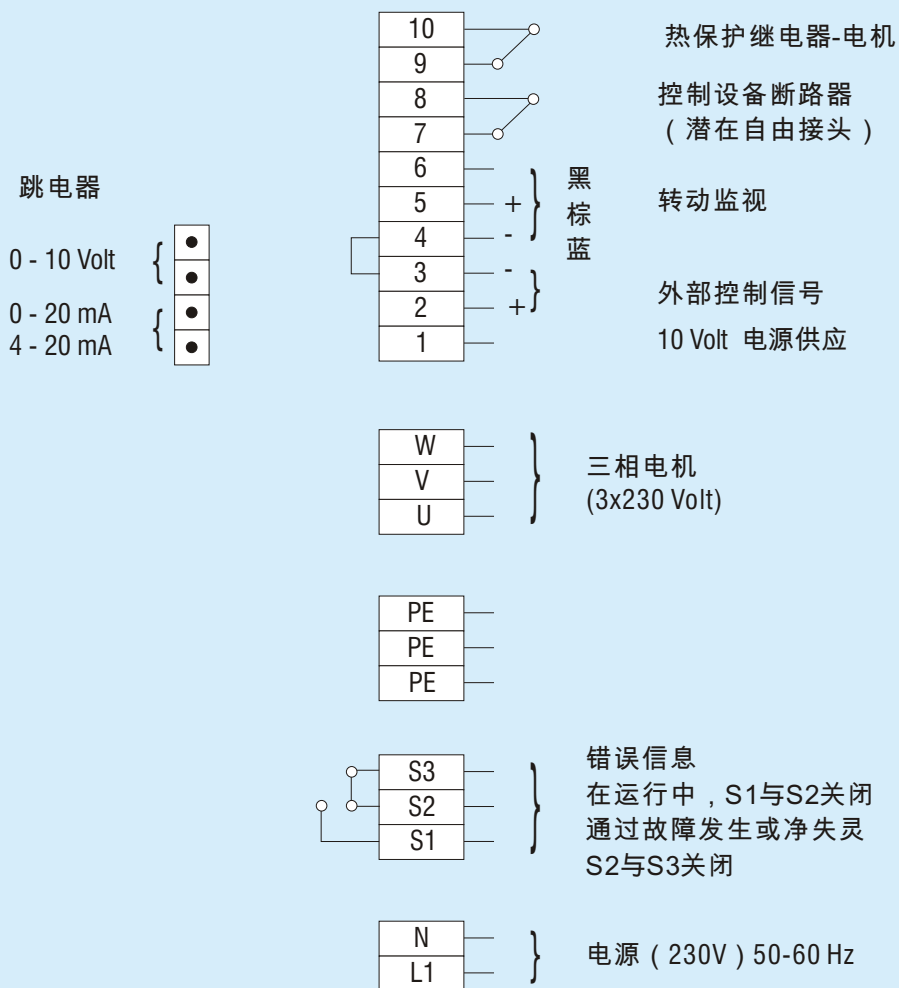 10
热保护继电器-电机
9
8
控制设备断路器
7
(潜在自由接头)
6
黑
跳电器
5
+
棕
转动监视
4
-
蓝
0 - 10 Volt
3
-
外部控制信号
2
+
0 - 20 mA
1
10 Volt 电源供应
4 - 20 mA
W
三相电机
V
(3x230 Volt)
U
PE
PE
PE
错误信息
S3
在运行中,S1与S2关闭
S2
通过故障发生或净失灵
S1
S2与S3关闭
N
电源(230V)50-60 Hz
L1